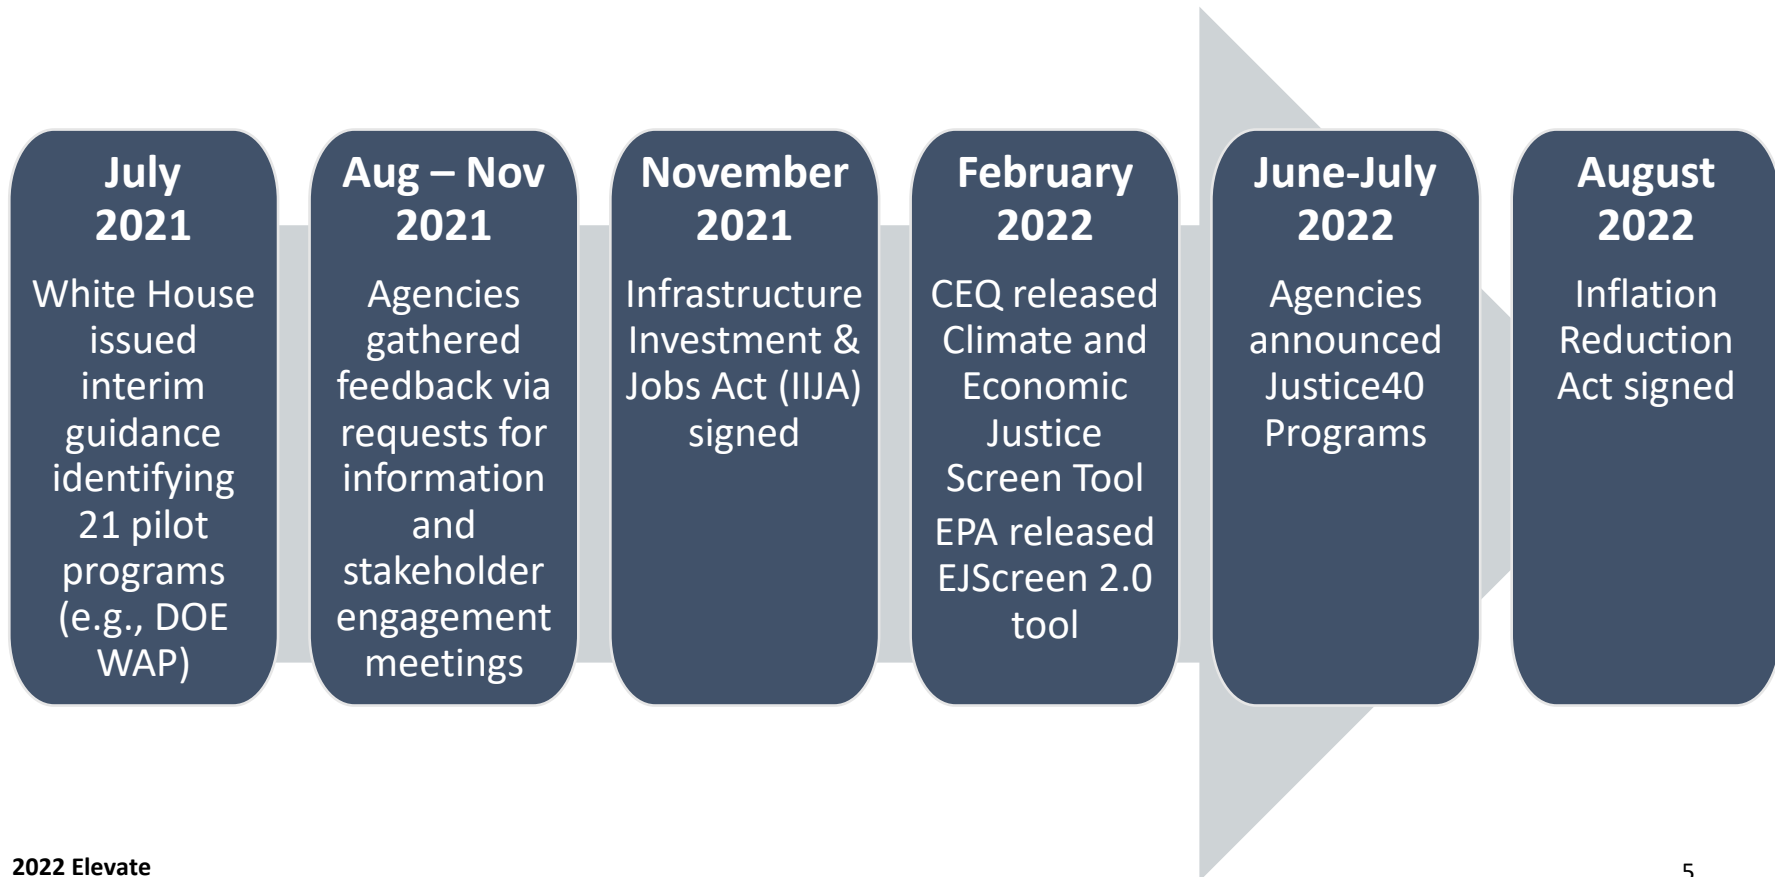 July
2021
White House
issued
interim
guidance
identifying
21 pilot
programs
(e.g., DOE
WAP)
Aug – Nov
2021
Agencies
gathered
feedback via
requests for
information
and
stakeholder
engagement
meetings
November
2021
Infrastructure
Investment &
Jobs Act (IIJA)
signed
February
2022
CEQ released
Climate and
Economic
Justice
Screen Tool
EPA released
EJScreen 2.0
tool
June-July
2022
Agencies
announced
Justice40
Programs
August
2022
Inflation
Reduction
Act signed
2022 Elevate
5